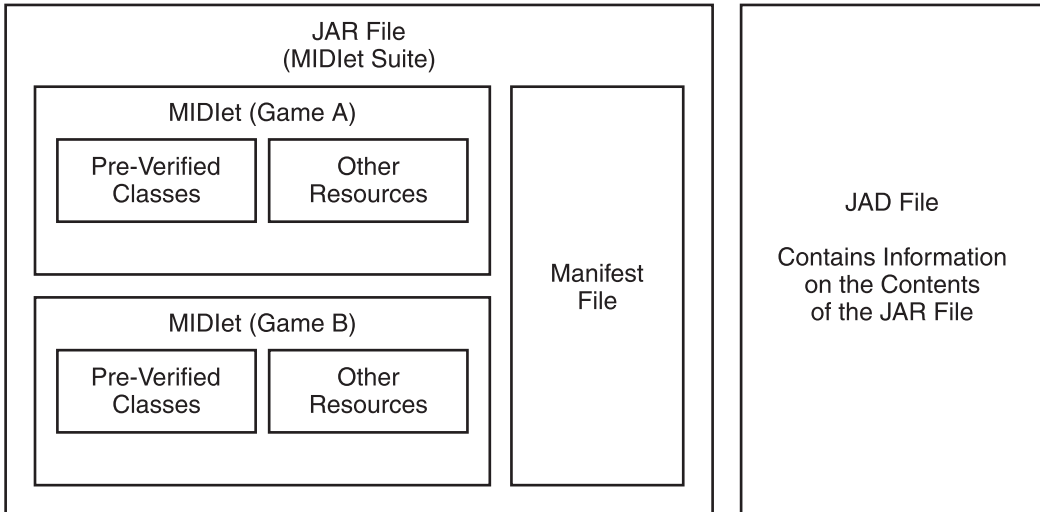 JAR File
(MIDlet Suite)
MIDlet (Game A)
Pre-Verified
Classes
Other
Resources
MIDlet (Game B)
Pre-Verified
Classes
Other
Resources
Manifest
File
JAD File
Contains Information
on the Contents
of the JAR File